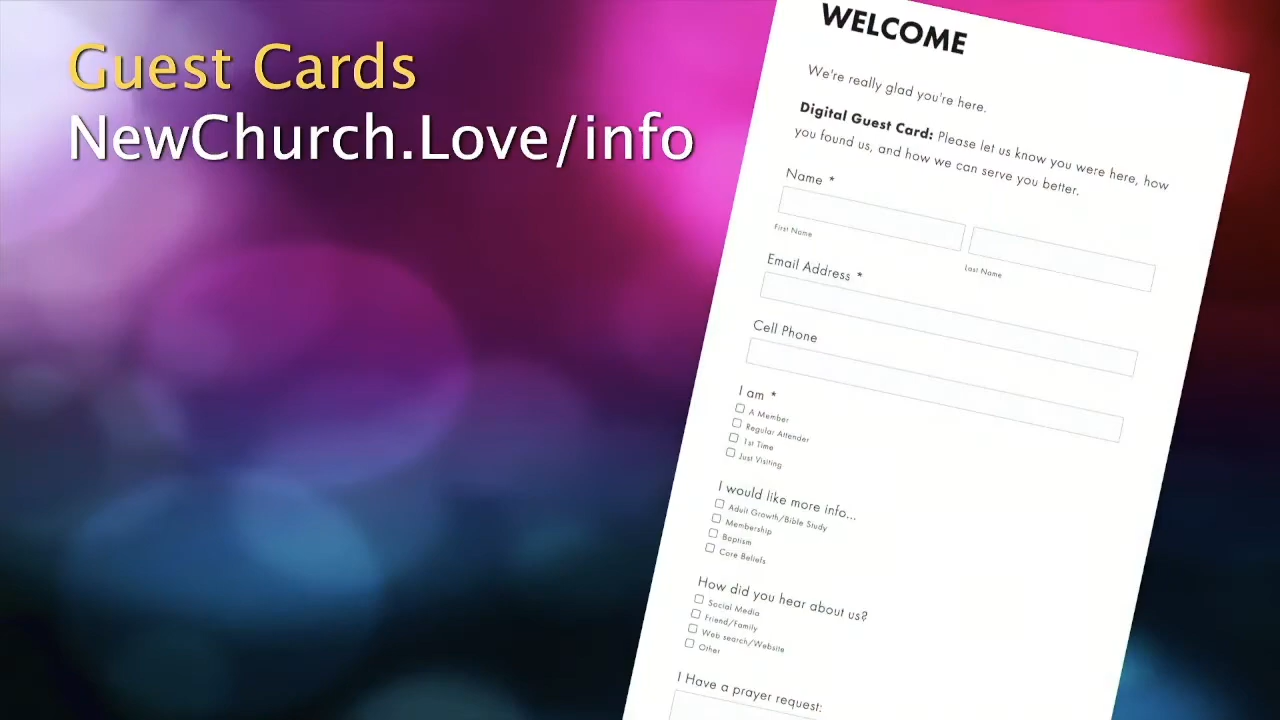 Guest Cards
NewChurch.Love/info
WELCOME
We're really glad you're here.
Digital Guest Card: Please let us know you were here, how
you found us, and how we can serve you better.
Name *
First Name
Last Name
Email Address *
Cell Phone
I am *
A Member
Regular Attender
1st Time
Just Visiting
I would like more info...
Adult Growth/Bible Study
Membership
Baptism
Core Beliefs
How did you hear about us?
Social Media
Friend/Family
Web search/Website
Other
I Have a prayer request: